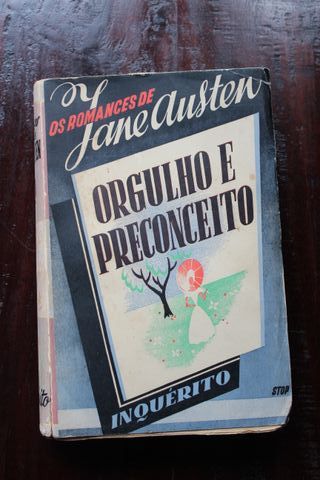 OS ROMANCES DE
Jane Austen
ORGULHO E
PRECONCEITO
INQUÉRITO
STOP